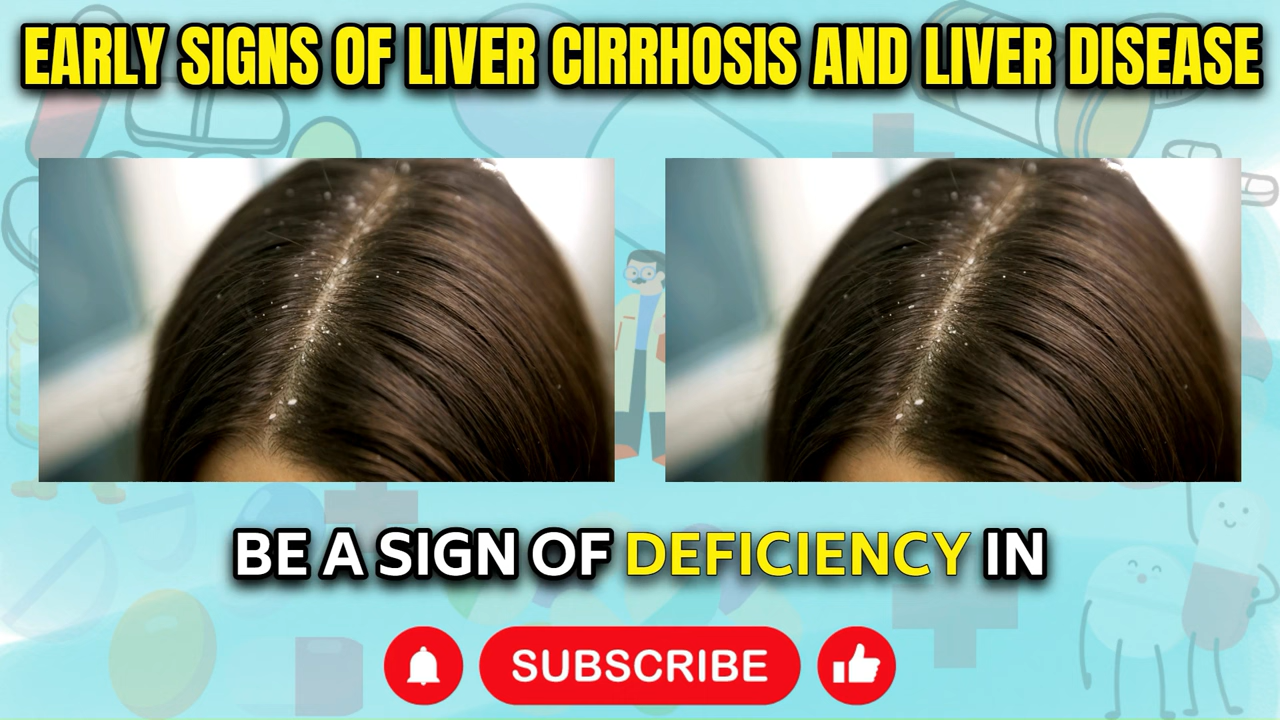 EARLY SIGNS OF LIVER CIRRHOSIS AND LIVER DISEASE
BE A SIGN OF DEFICIENCY IN
SUBSCRIBE